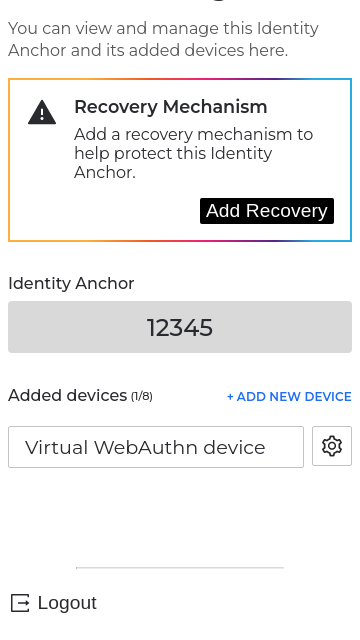 You can view and manage this Identity
Anchor and its added devices here.
Recovery Mechanism
Add a recovery mechanism to
help protect this Identity
Anchor.
Add Recovery
Identity Anchor
12345
Added devices (1/8)
+ ADD NEW DEVICE
Virtual WebAuthn device
Logout